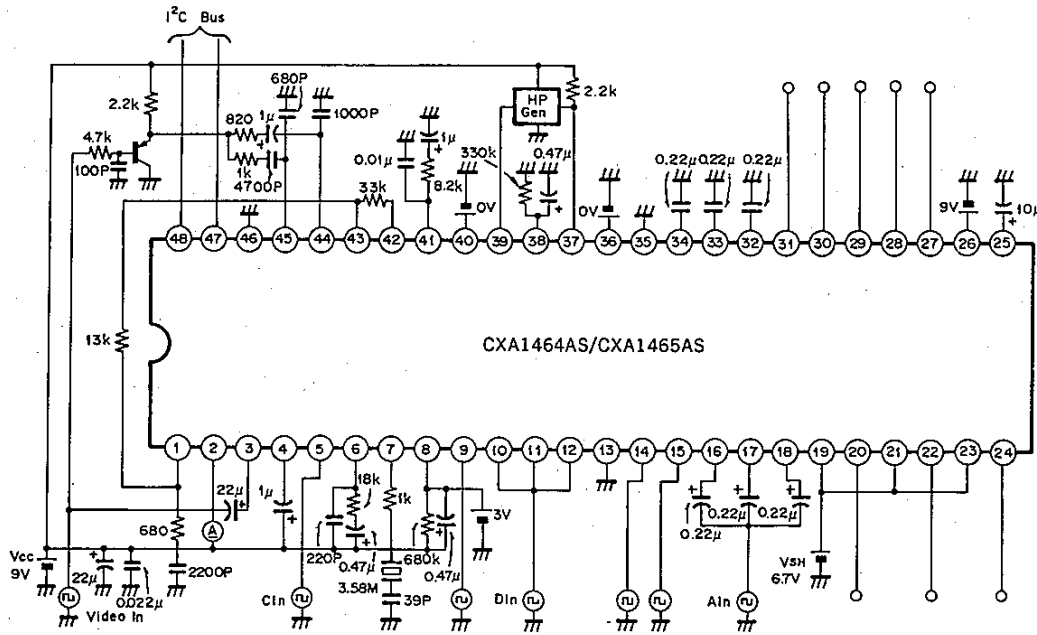 I²C Bus
680P
2.2k
820
1μ
1000P
1μ
HP
Gen
2.2k
4.7k
100P
1k
4700P
0.01μ
8.2k
330k
0.47μ
0.22μ
0.22μ
0.22μ
33k
0V
0V
9V
10μ
48 47 46 45 44 43 42 41 40 39 38 37 36 35 34 33 32 31 30 29 28 27 26 25
13k
CXA1464AS/CXA1465AS
1 2 3 4 5 6 7 8 9 10 11 12 13 14 15 16 17 18 19 20 21 22 23 24
22μ
1μ
18k
1k
3V
0.22μ
0.22μ
0.22μ
680
A
220P
0.47μ
680k
0.47μ
Vcc
9V
22μ
0.022μ
2200P
3.58M
39P
VSH
6.7V
Video In
CIn
DIn
AIn